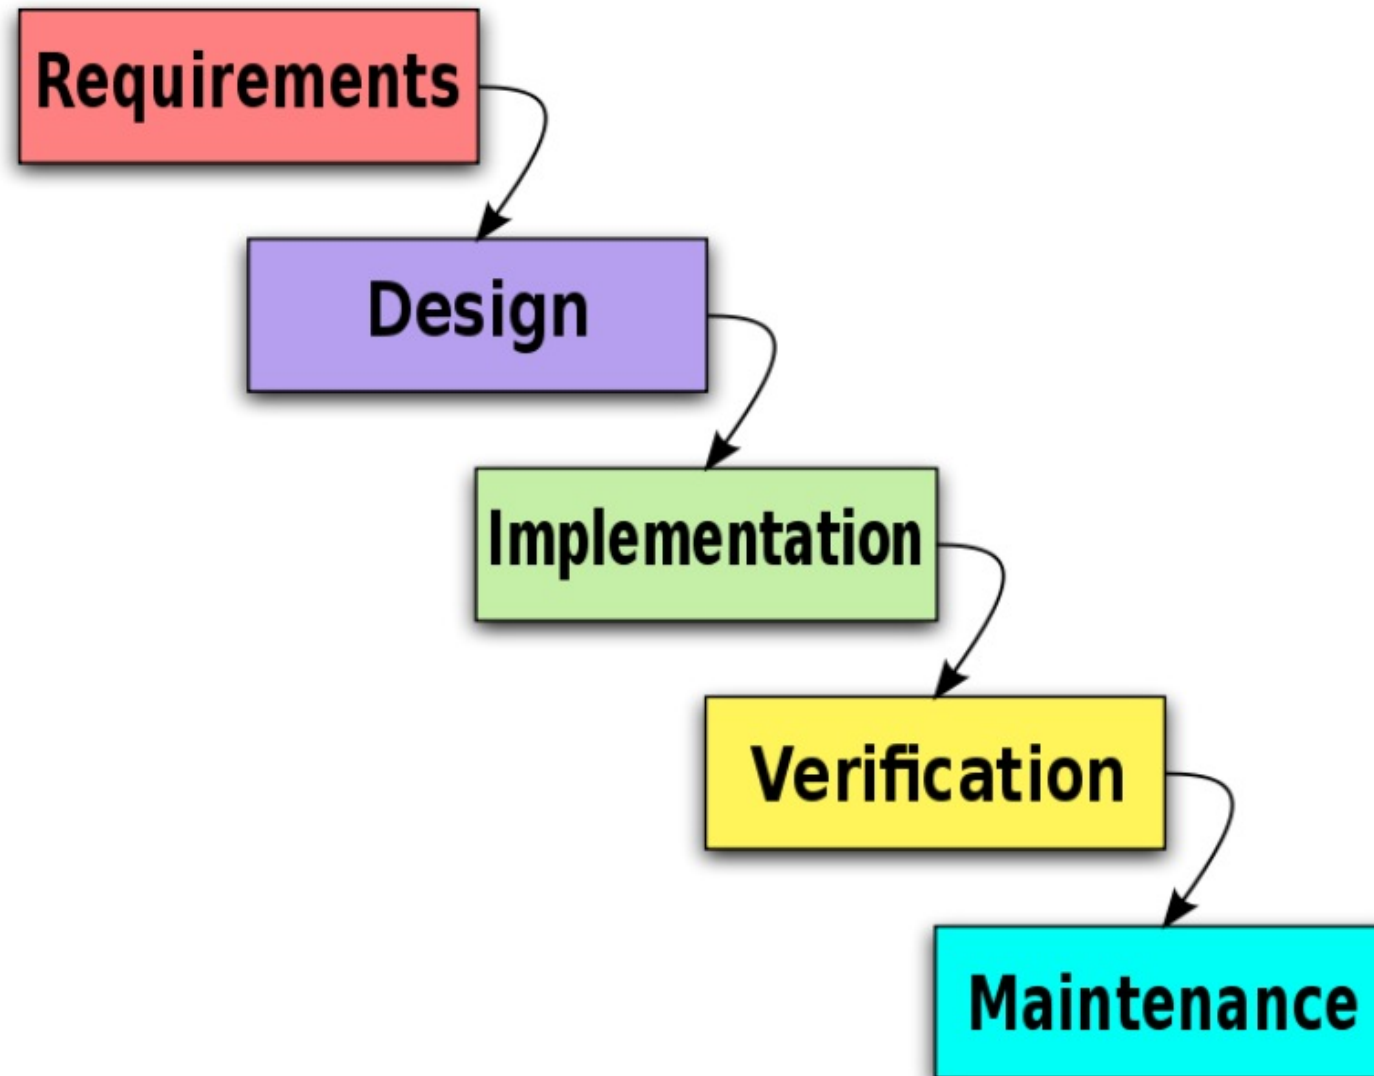 Requirements
Design
Implementation
Verification
Maintenance